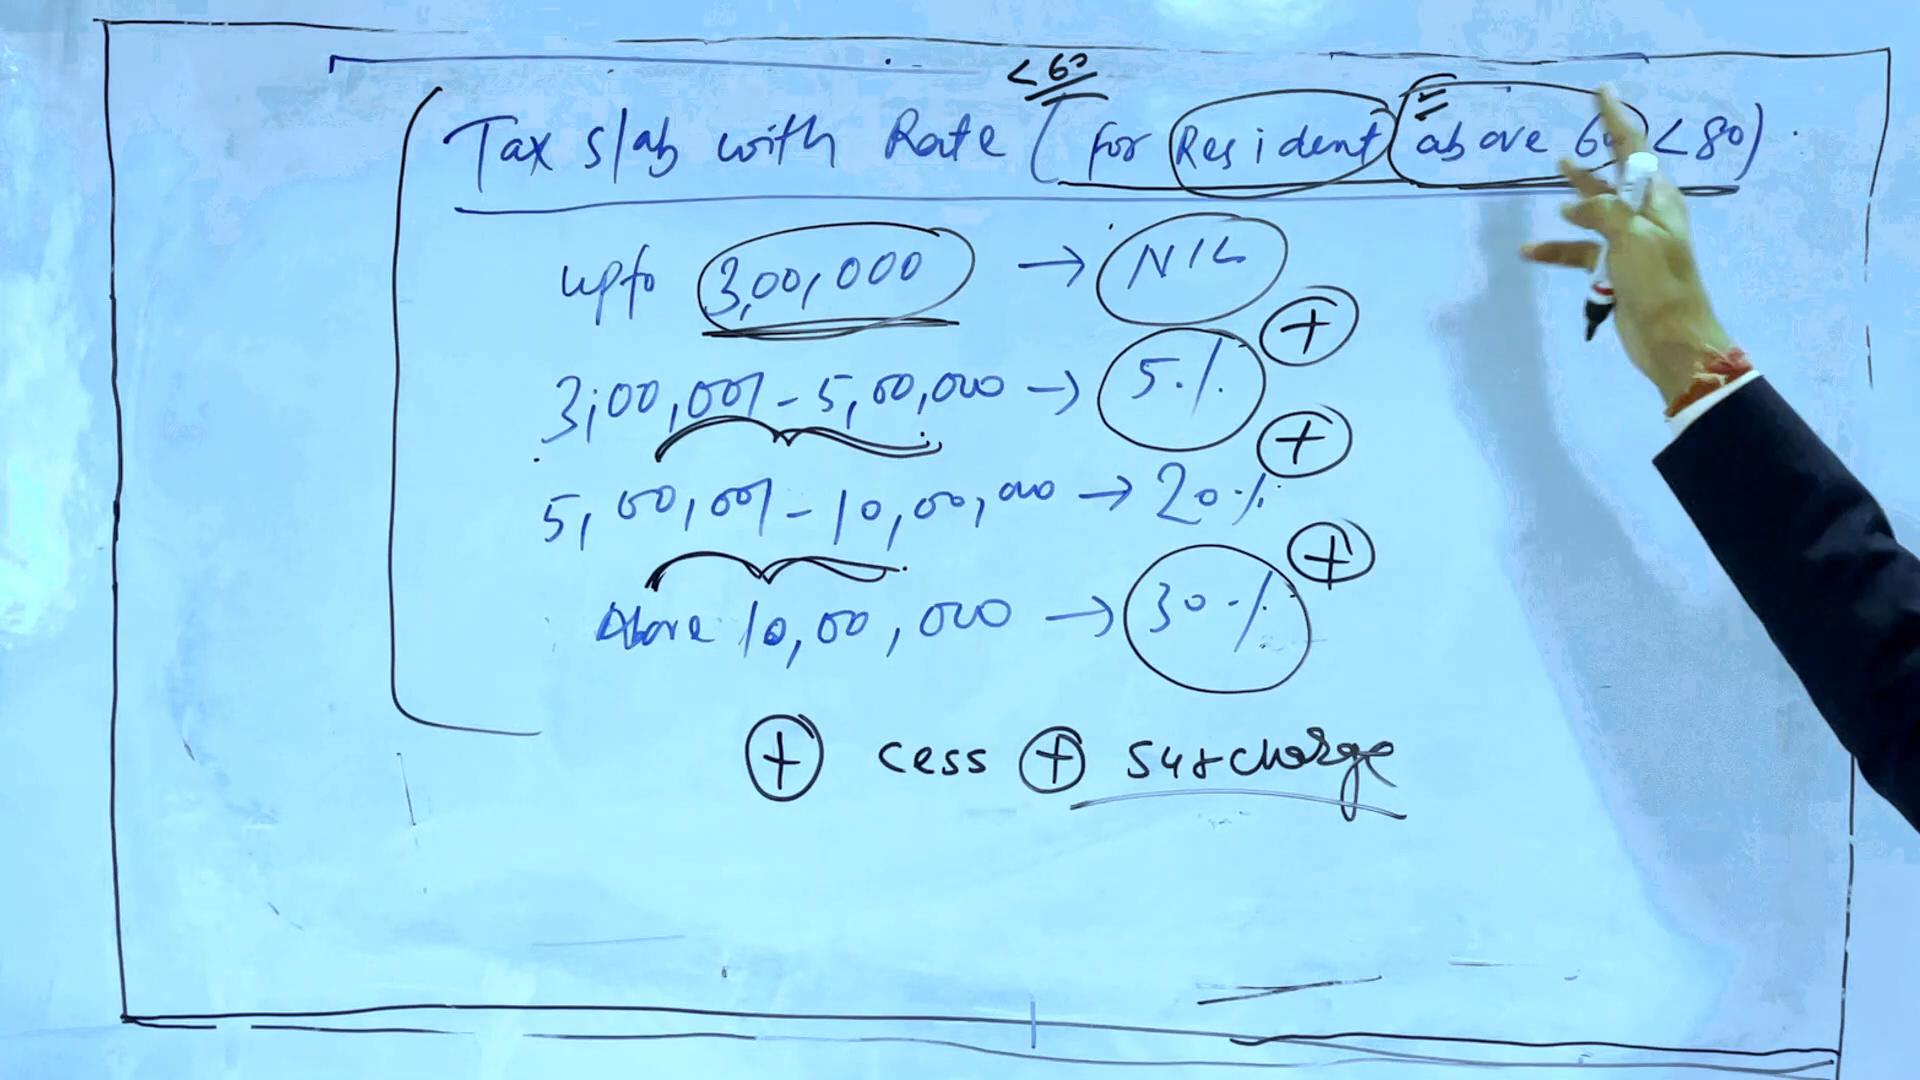 <60
Tax slab with Rate (for Resident above 60 <80)
upto 3,00,000 → NIL
3,00,001 - 5,00,000 → 5%
5,00,001 - 10,00,000 → 20%
Above 10,00,000 → 30%
+ cess + surcharge